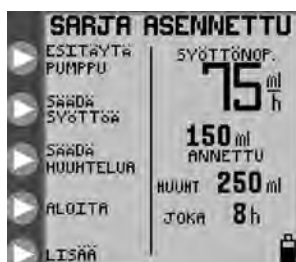 SARJA ASENNETTU
ESITÄYTÄ
PUMPPU
SÄÄDÄ
SYÖTTÖÄ
SÄÄDÄ
HUUHTELUA
ALOITA
LISÄÄ
SYÖTTÖNOP.
75 ml/h
150 ml
ANNETTU
HUUHT 250 ml
JOKA 8 h